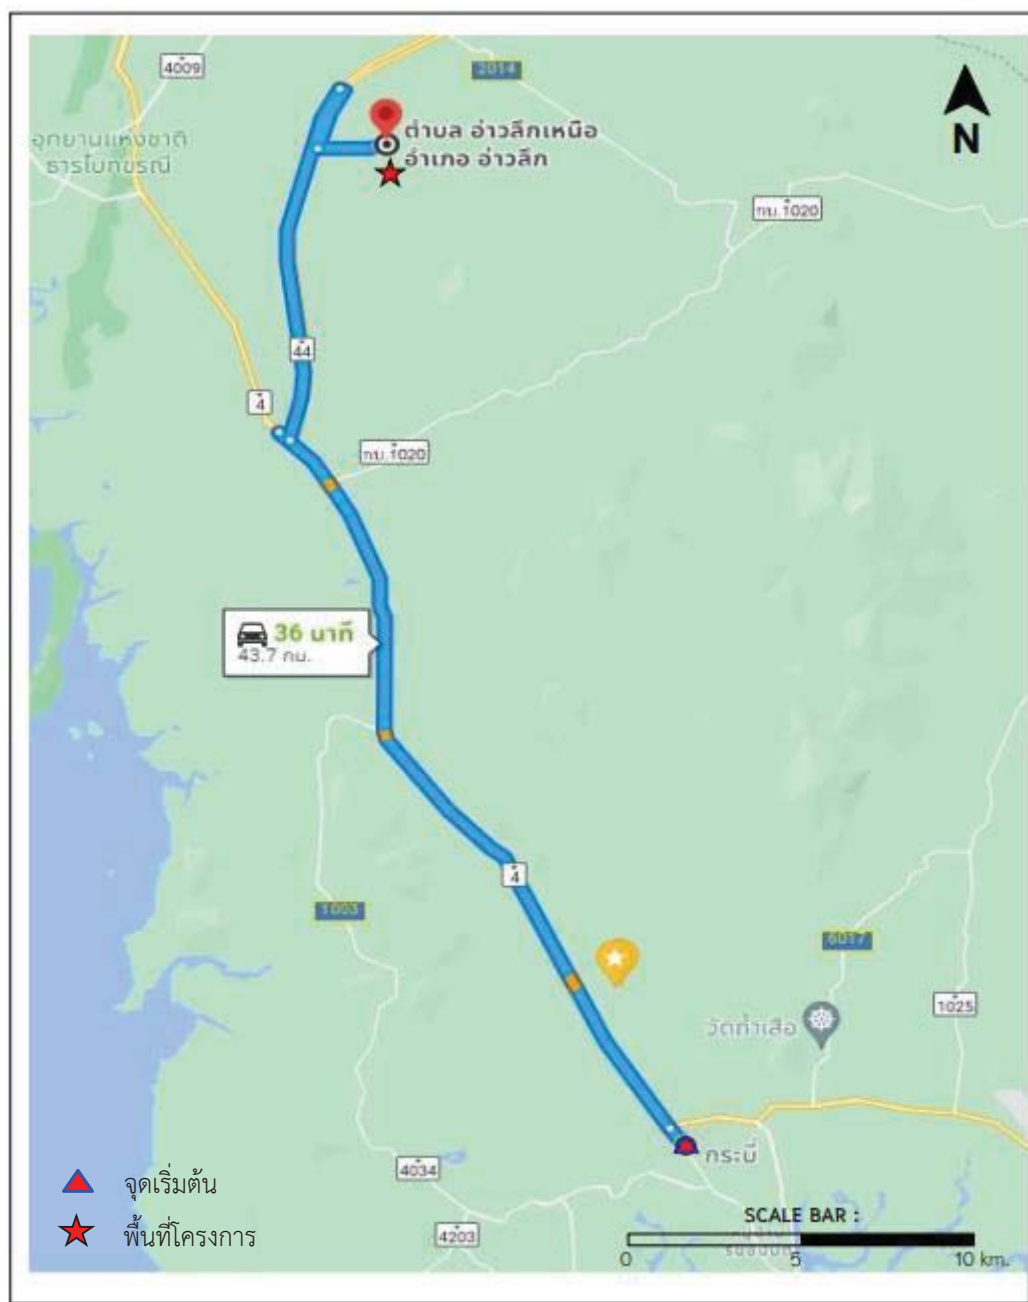 4009
2014
N
อุทยานแห่งชาติ
ธารโบกขรณี
ตำบล อ่าวลึกเหนือ
อำเภอ อ่าวลึก
กบ.1020
44
4
กบ.1020
36 นาที
43.7 กม.
4
1003
6017
1025
วัดถ้ำเสือ
กระบี่
4034
4203
จุดเริ่มต้น
พื้นที่โครงการ
SCALE BAR :
0
5
10 km.